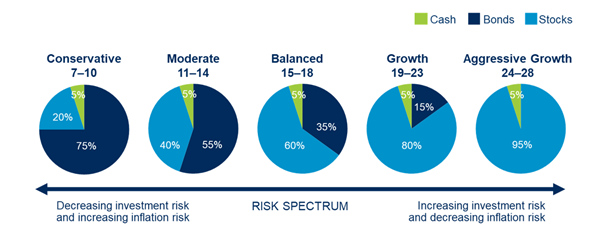 Cash Bonds Stocks
Conservative
7–10
Moderate
11–14
Balanced
15–18
Growth
19–23
Aggressive Growth
24–28
5%
20%
75%
5%
40%
55%
5%
35%
60%
5%
15%
80%
5%
95%
Decreasing investment risk
and increasing inflation risk
RISK SPECTRUM
Increasing investment risk
and decreasing inflation risk